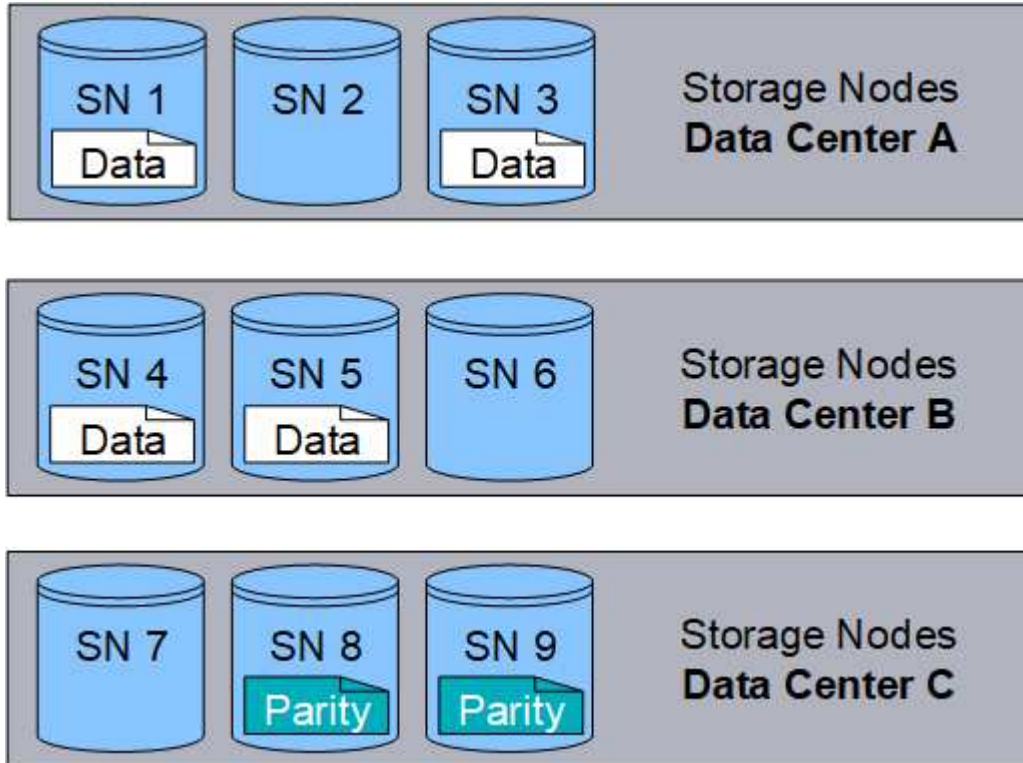 SN 1
SN 2
SN 3
Data
Data
Storage Nodes
Data Center A
SN 4
SN 5
SN 6
Data
Data
Storage Nodes
Data Center B
SN 7
SN 8
SN 9
Parity
Parity
Storage Nodes
Data Center C